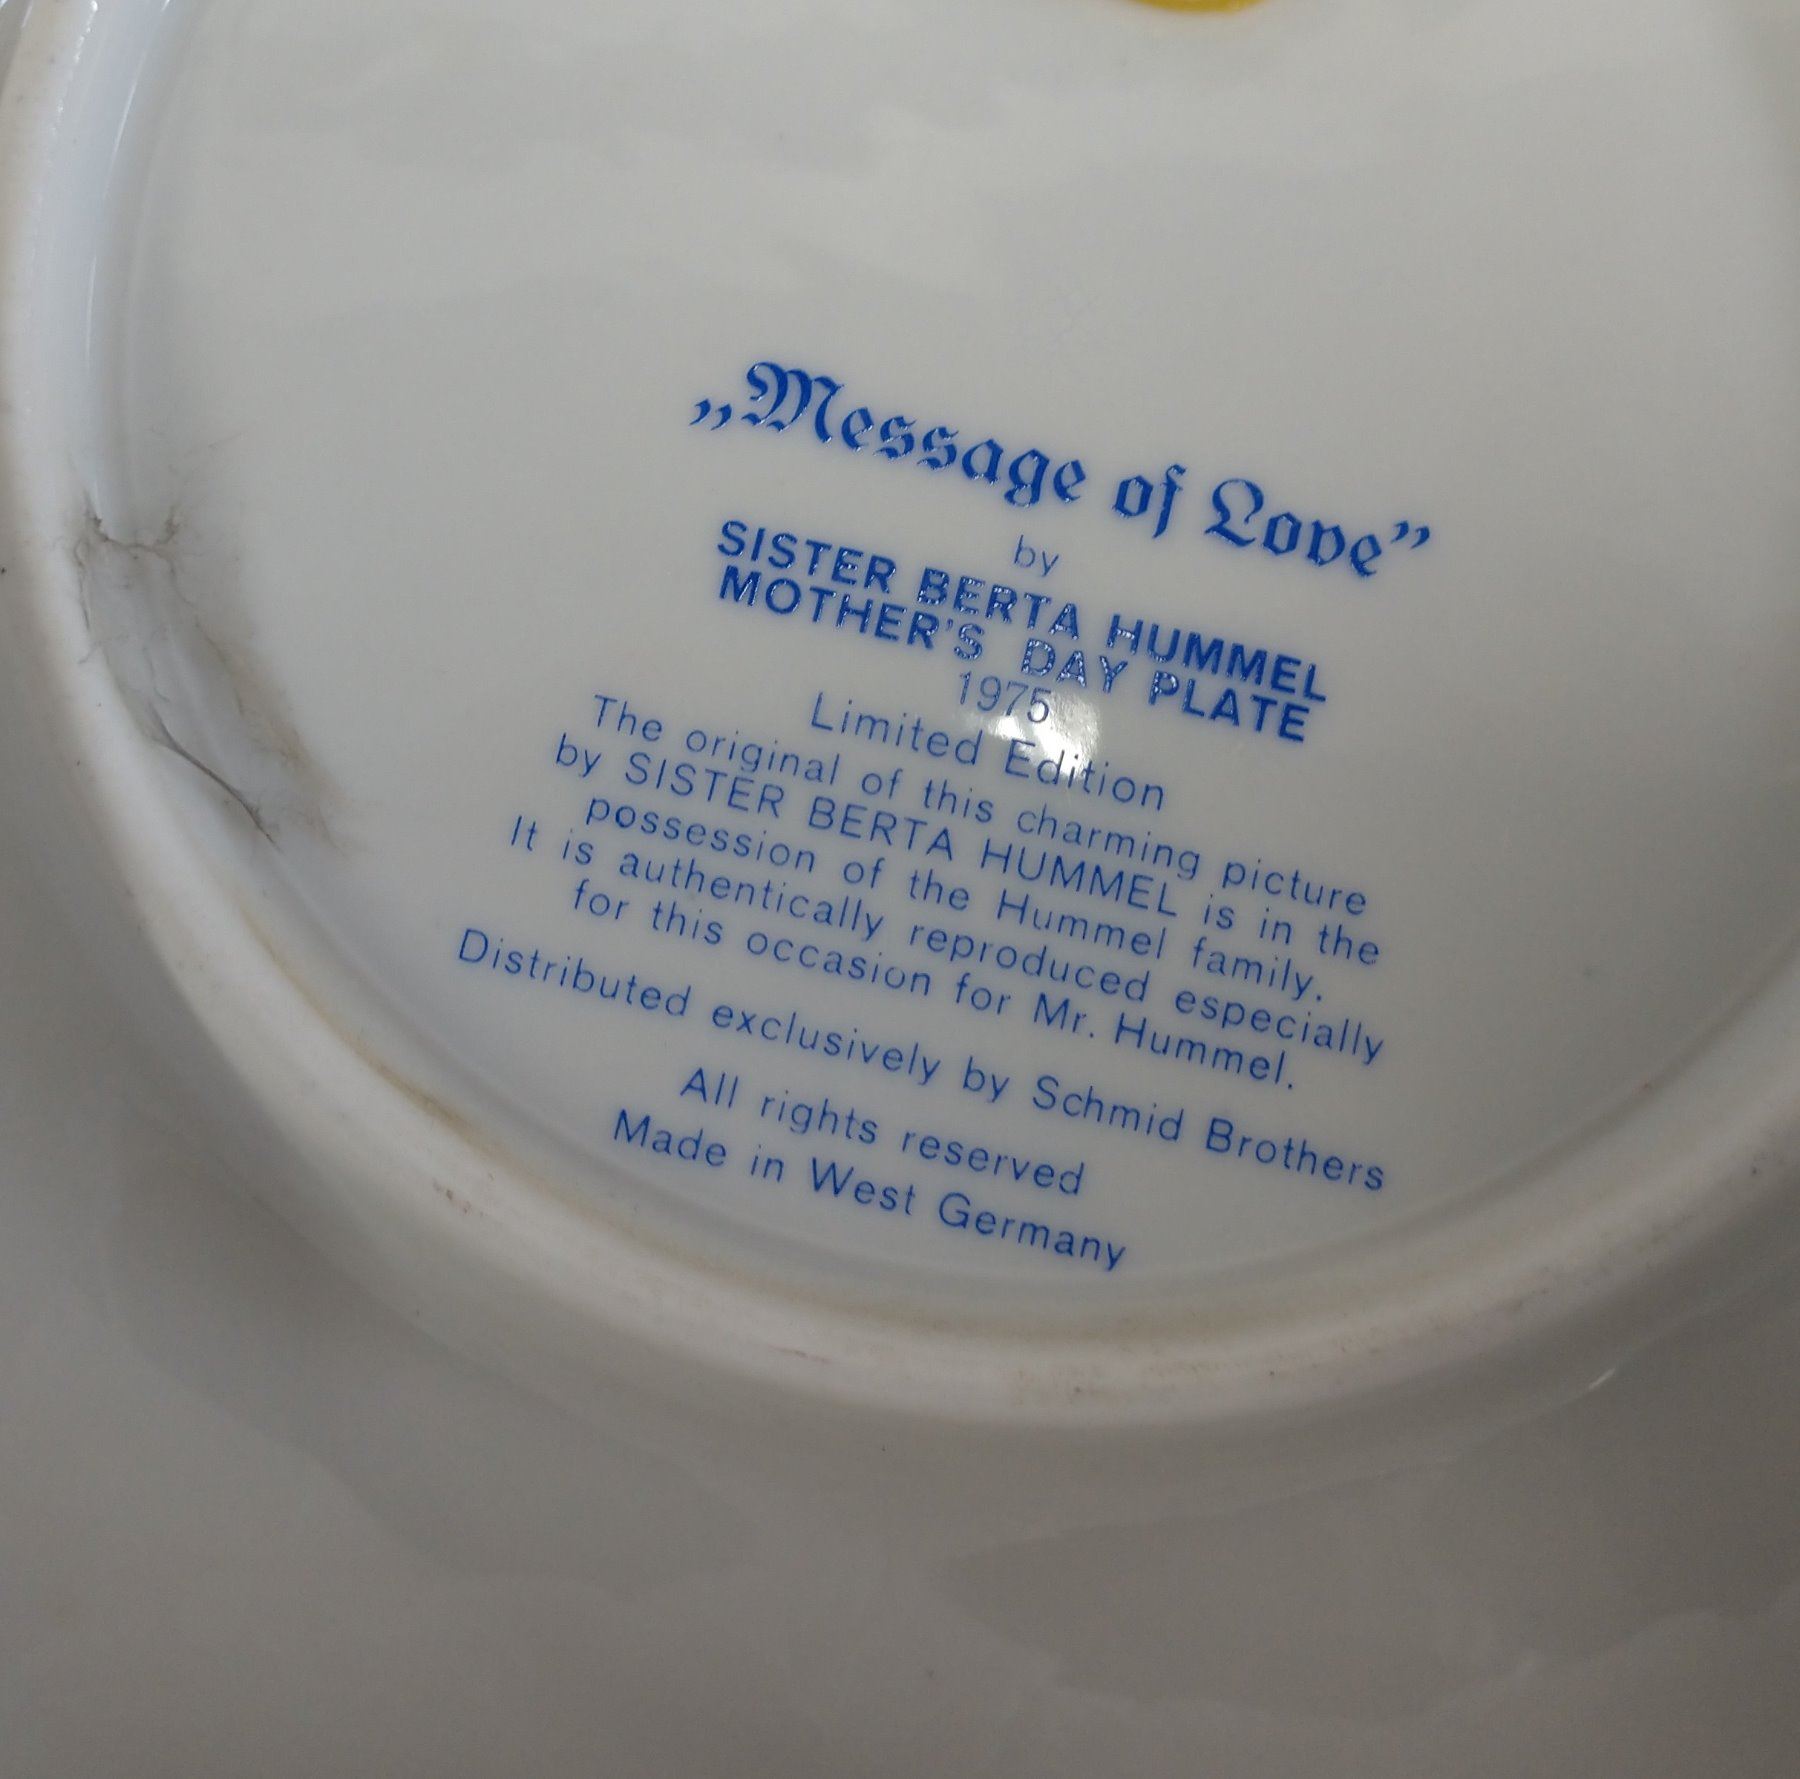 „Message of Love”
by
SISTER BERTA HUMMEL
MOTHER'S DAY PLATE
1975
Limited Edition
The original of this charming picture
by SISTER BERTA HUMMEL is in the
possession of the Hummel family.
It is authentically reproduced especially
for this occasion for Mr. Hummel.
Distributed exclusively by Schmid Brothers
All rights reserved
Made in West Germany